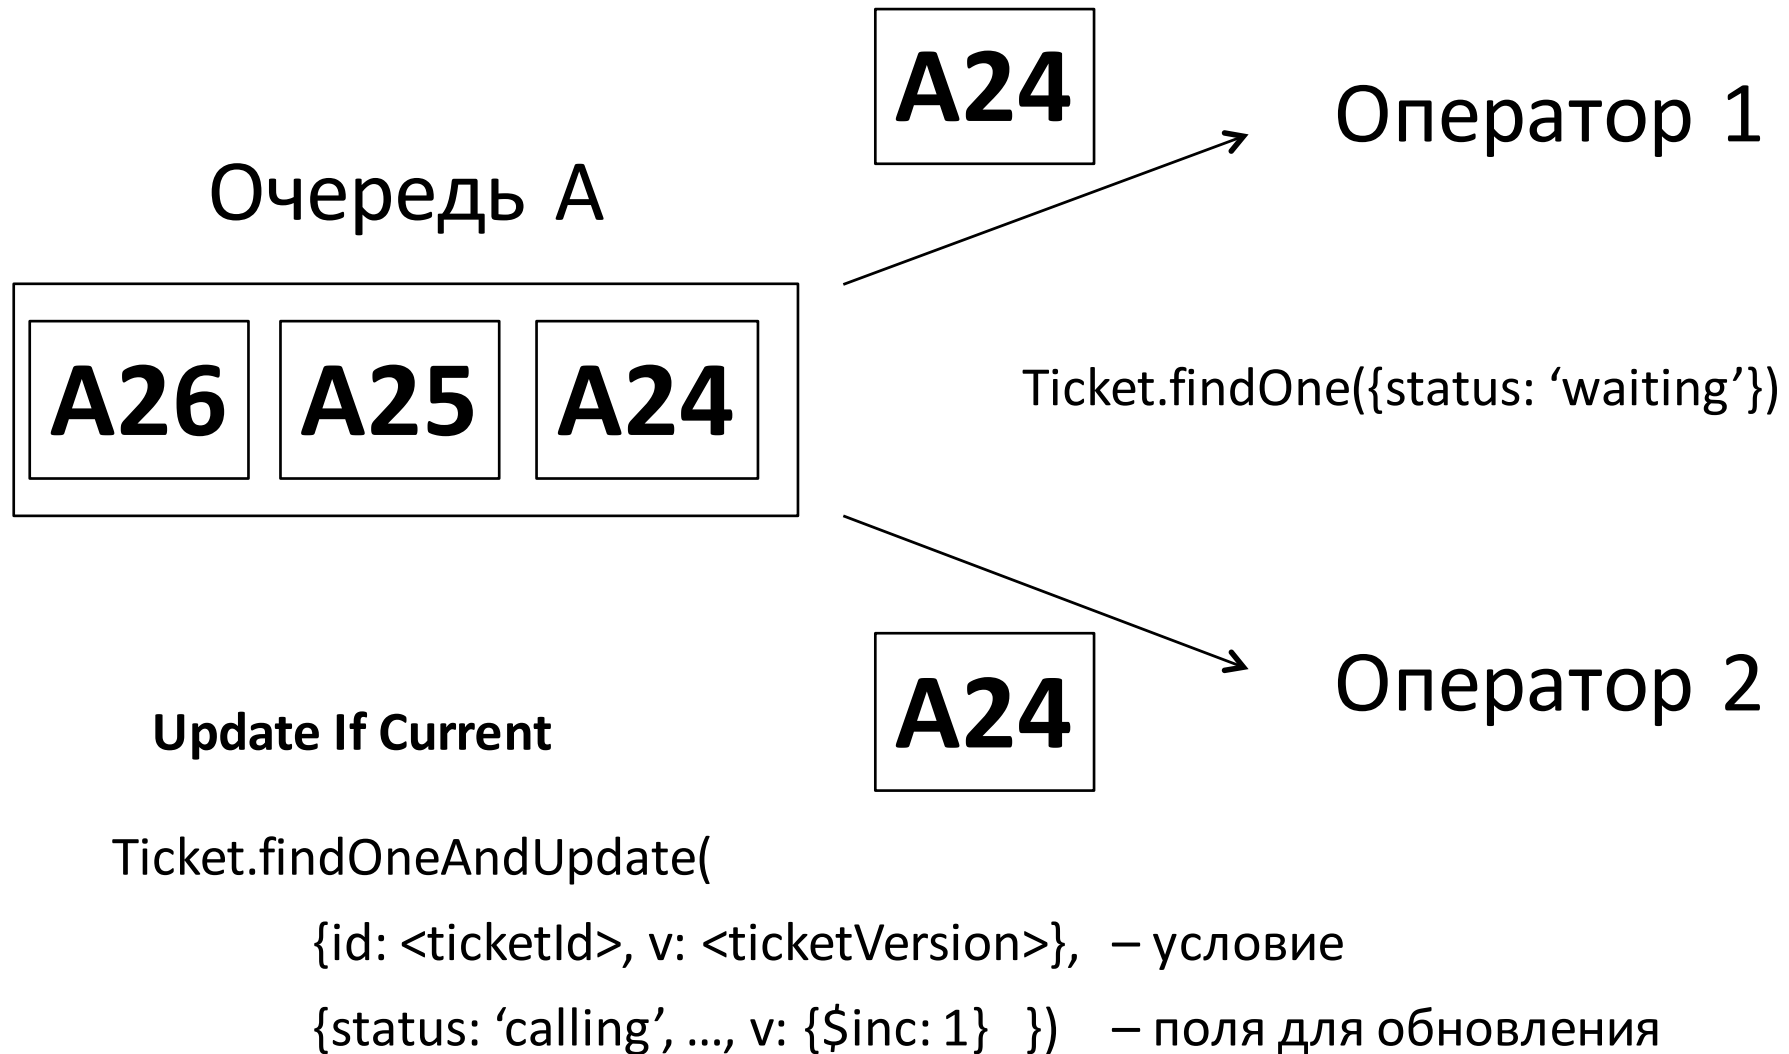 A24
Оператор 1
Очередь А
A26 A25 A24
Ticket.findOne({status: ‘waiting’})
A24
Оператор 2
Update If Current
Ticket.findOneAndUpdate(
{id: <ticketId>, v: <ticketVersion>}, – условие
{status: ‘calling’, …, v: {$inc: 1} }) – поля для обновления